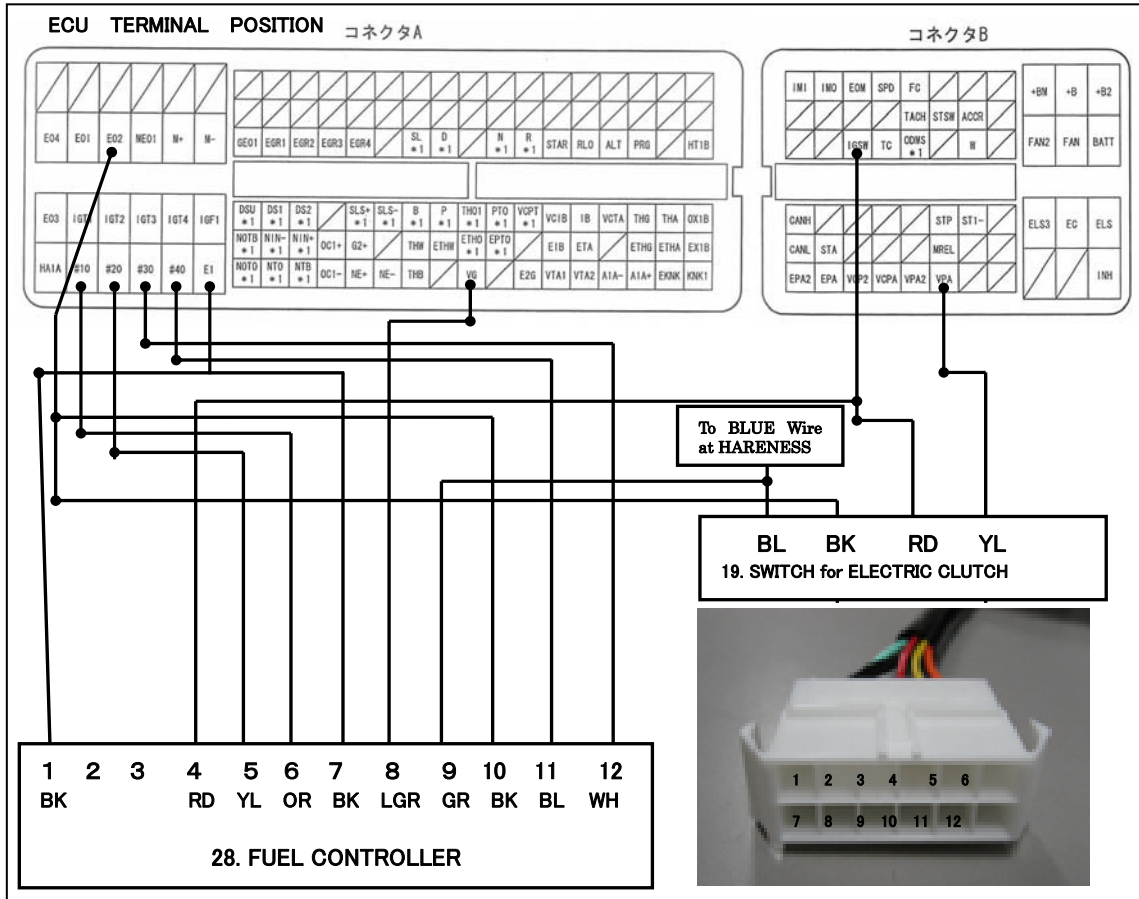 ECU TERMINAL POSITION
コネクタA
コネクタB
E04 E01 E02 ME01 M+ M-
GE01 EGR1 EGR2 EGR3 EGR4 SL *1 D *1 N *1 R *1 STAR RLO ALT PRG HT1B
E03 IGT1 IGT2 IGT3 IGT4 IGF1
HA1A #10 #20 #30 #40 E1
DSU *1 DS1 *1 DS2 *1 SLS+ *1 SLS- *1 B *1 P *1 THO1 *1 PTO *1 VCPT *1 VC1B IB VCTA THG THA OX1B
NOTB *1 NIN- *1 NIN+ *1 OC1+ G2+ THW ETHW ETHO *1 EPTO *1 EIB ETA ETHG ETHA EX1B
NOTO *1 NTO *1 NTB *1 OC1- NE+ NE- THB VG E2G VTA1 VTA2 A1A- A1A+ EKNK KNK1
IMI IMO EOM SPD FC
TACH STSW ACCR
IGSW TC ODMS *1 W
+BM +B +B2
FAN2 FAN BATT
CANH STP ST1-
CANL STA MREL
EPA2 EPA VCP2 VCPA VPA2 VPA
ELS3 EC ELS
INH
To BLUE Wire
at HARENESS
BL BK RD YL
19. SWITCH for ELECTRIC CLUTCH
1 2 3 4 5 6 7 8 9 10 11 12
BK RD YL OR BK LGR GR BK BL WH
28. FUEL CONTROLLER
1 2 3 4 5 6
7 8 9 10 11 12